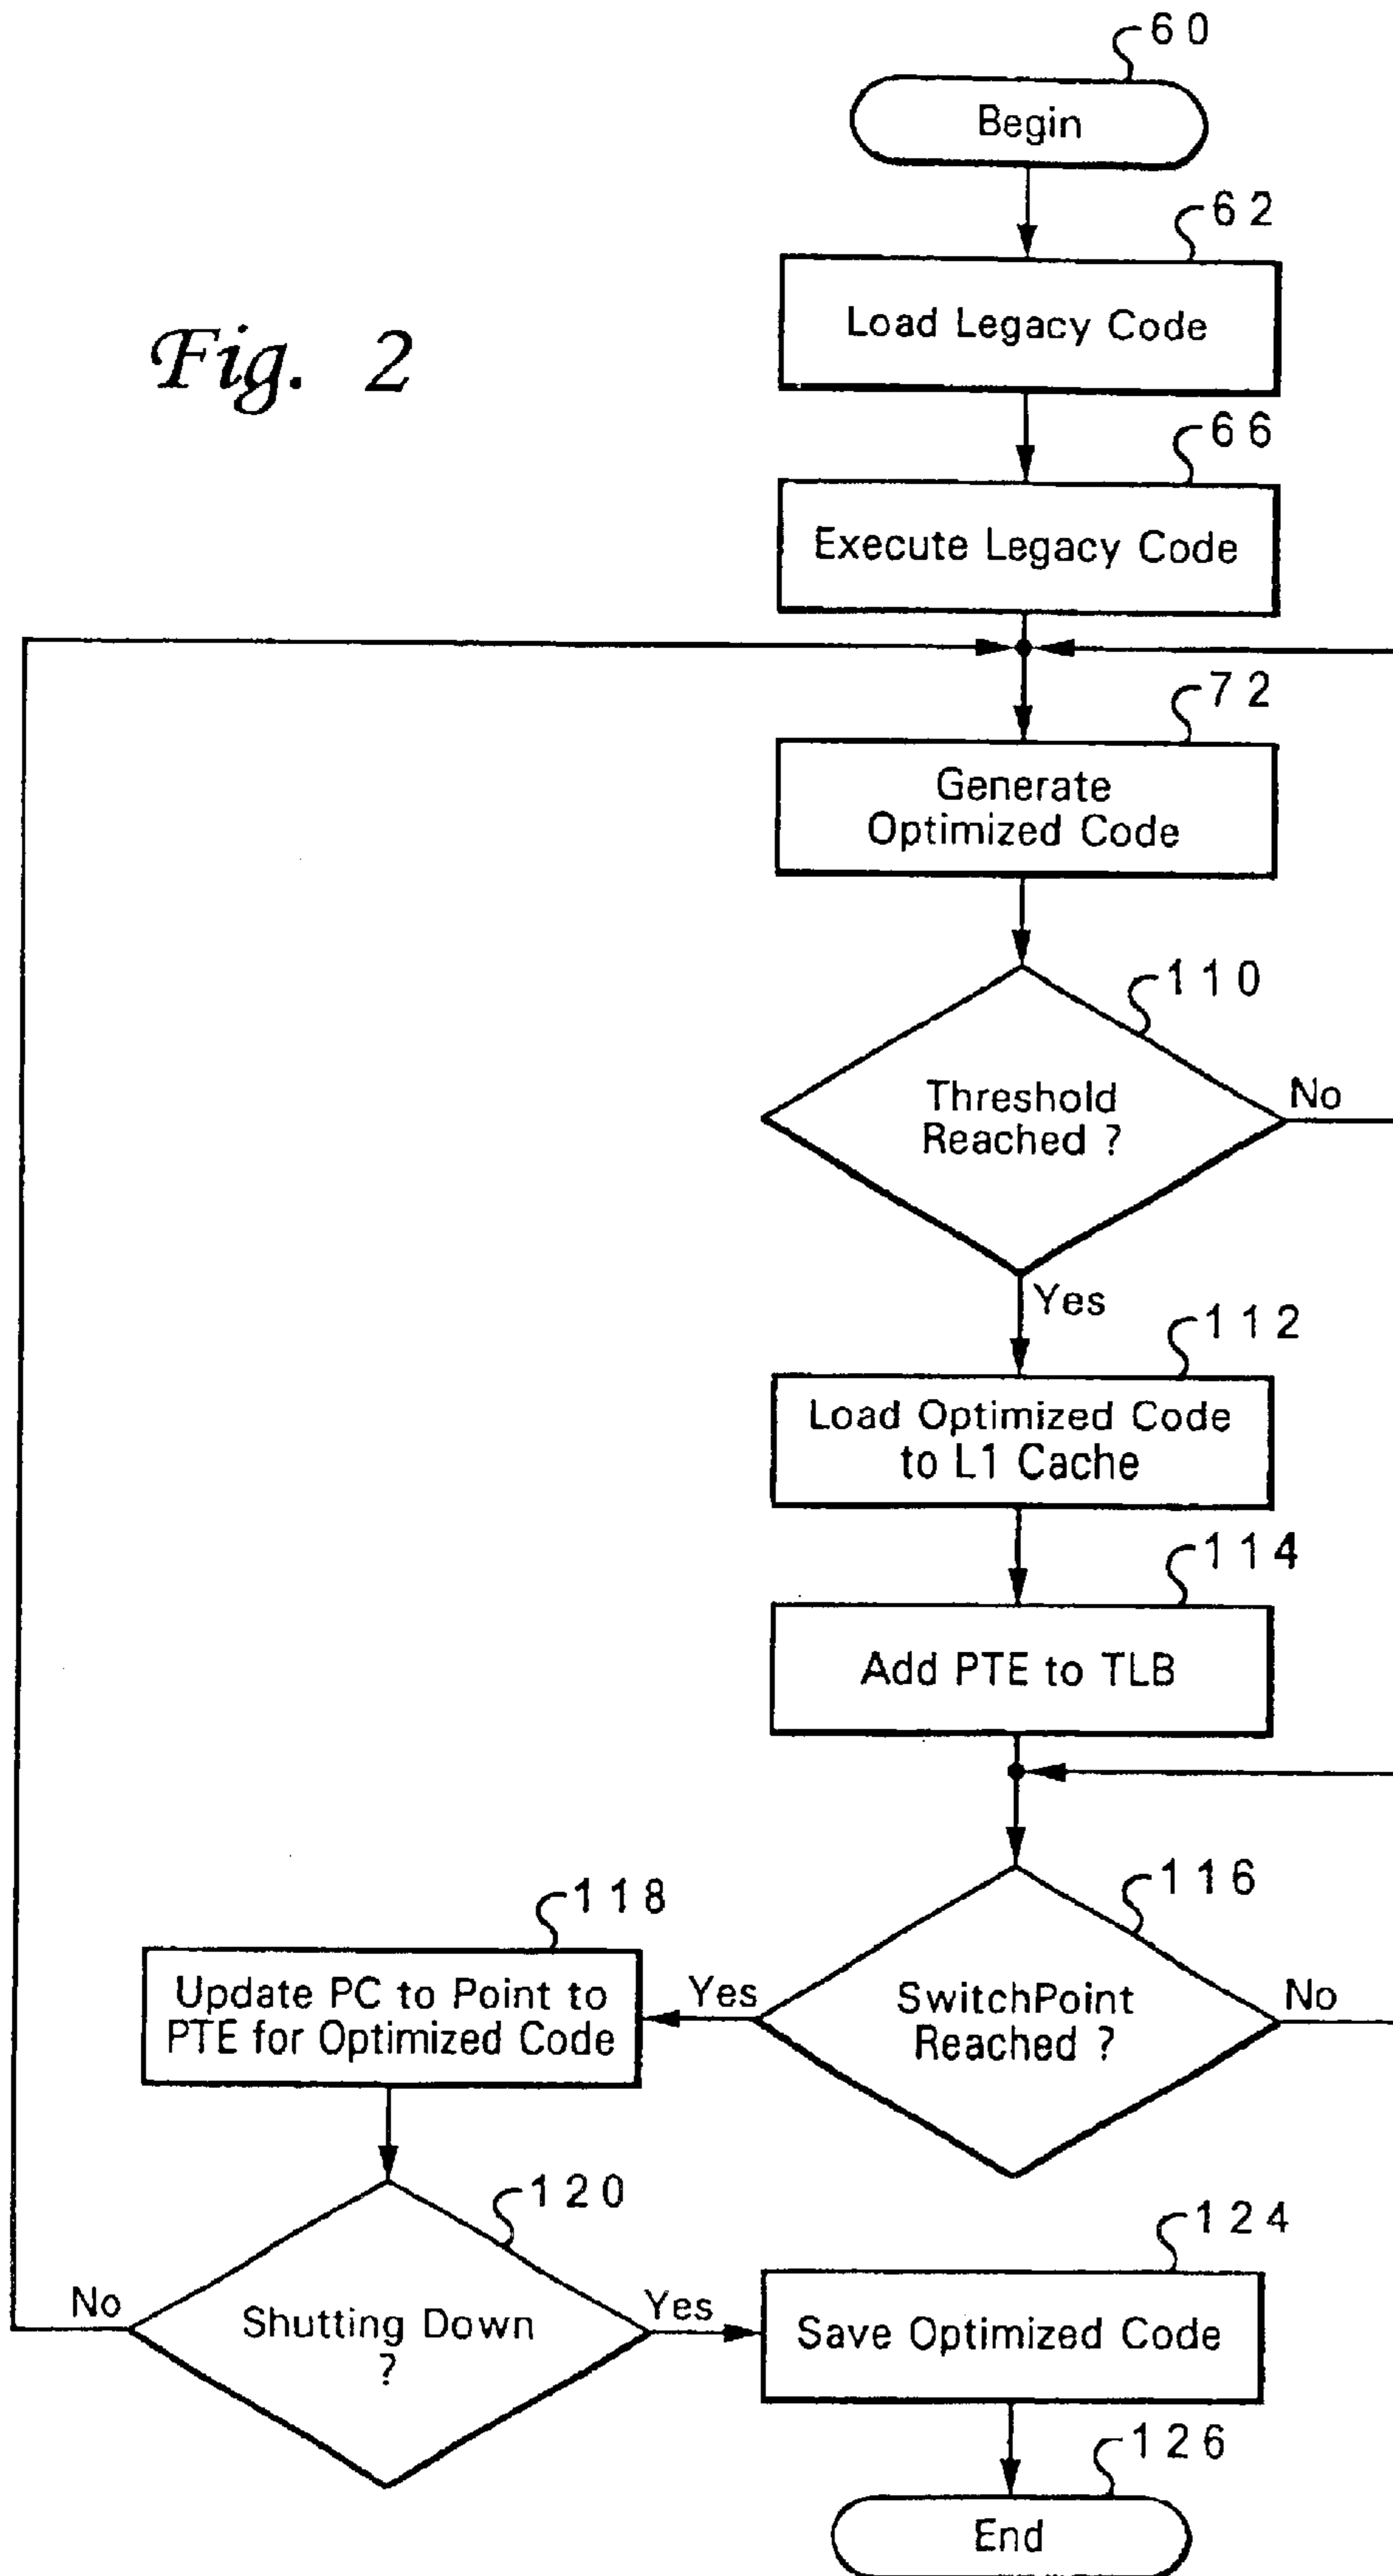 60
Begin
62
Load Legacy Code
Fig. 2
66
Execute Legacy Code
72
Generate
Optimized Code
110
Threshold
Reached ?
No
Yes
112
Load Optimized Code
to L1 Cache
114
Add PTE to TLB
116
SwitchPoint
Reached ?
Yes
No
118
Update PC to Point to
PTE for Optimized Code
120
Shutting Down
?
No
Yes
124
Save Optimized Code
126
End